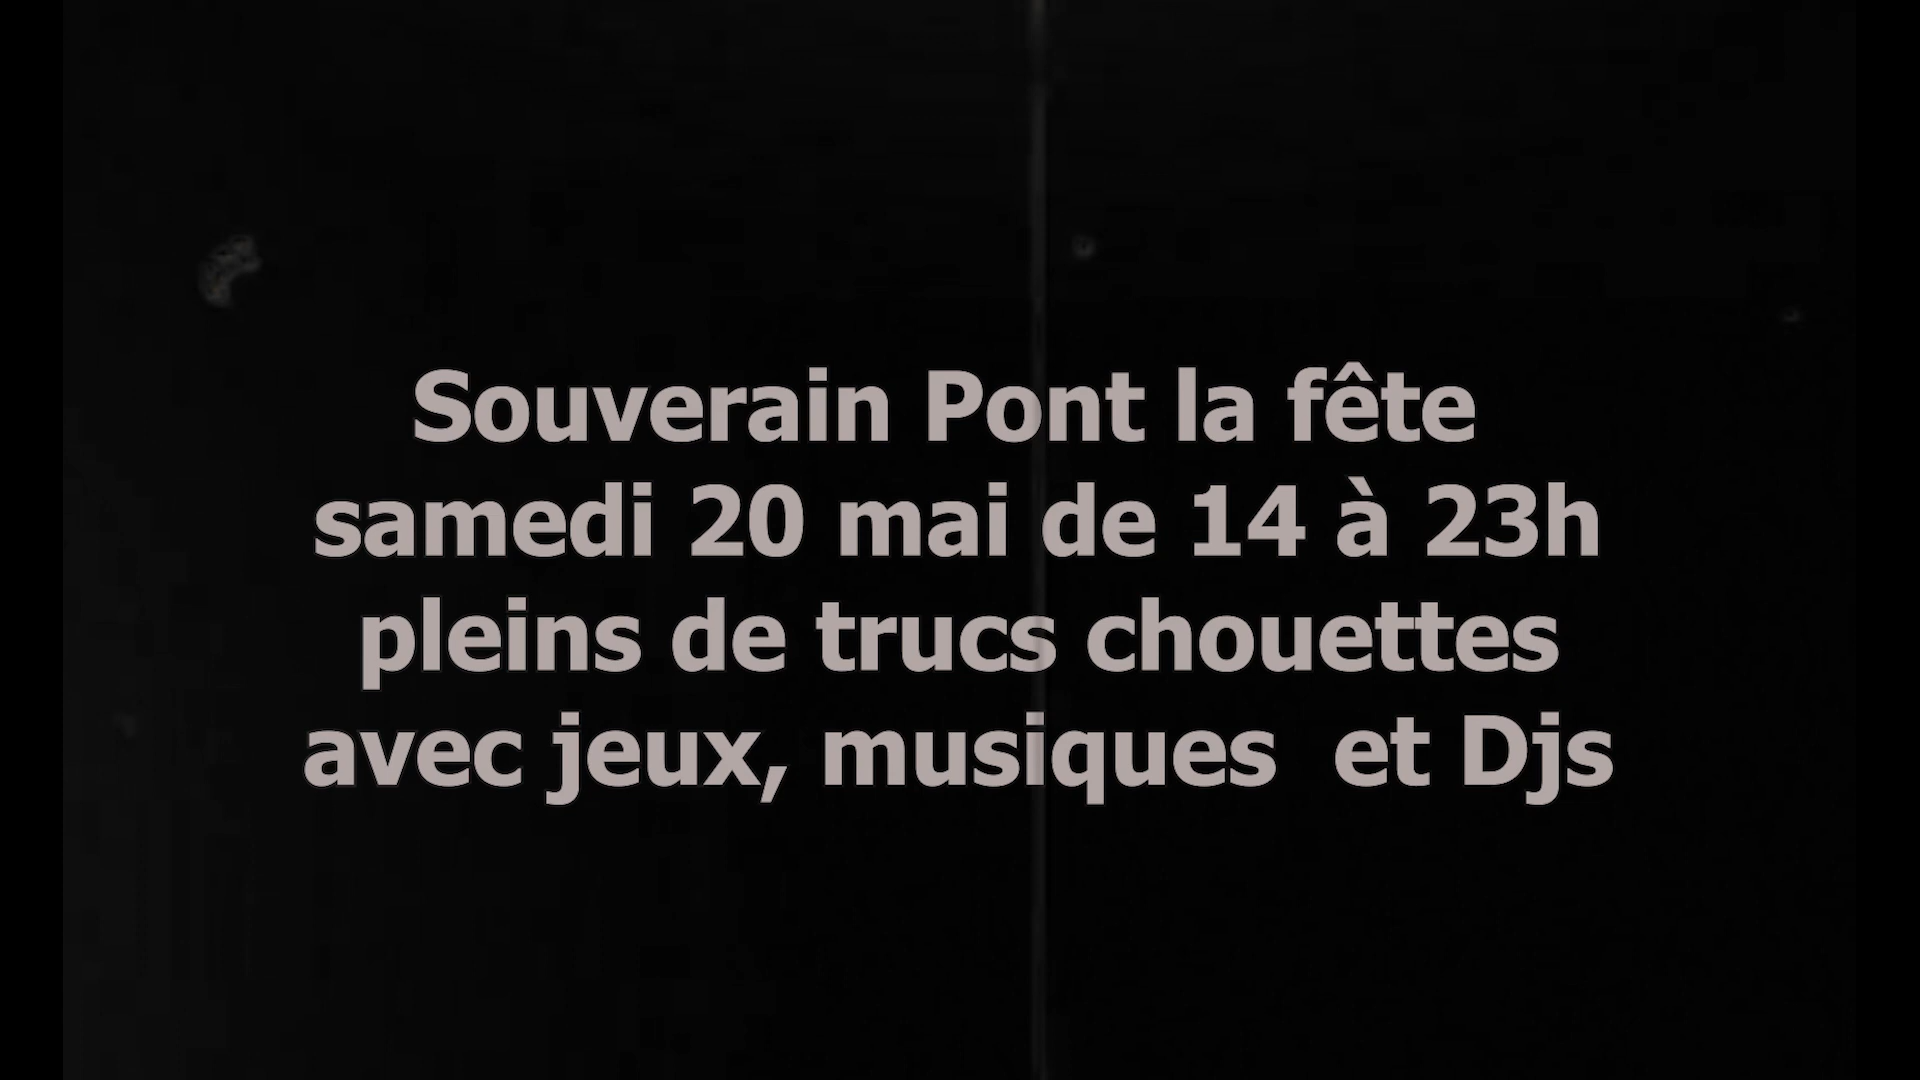 Souverain Pont la fête
samedi 20 mai de 14 à 23h
pleins de trucs chouettes
avec jeux, musiques  et Djs